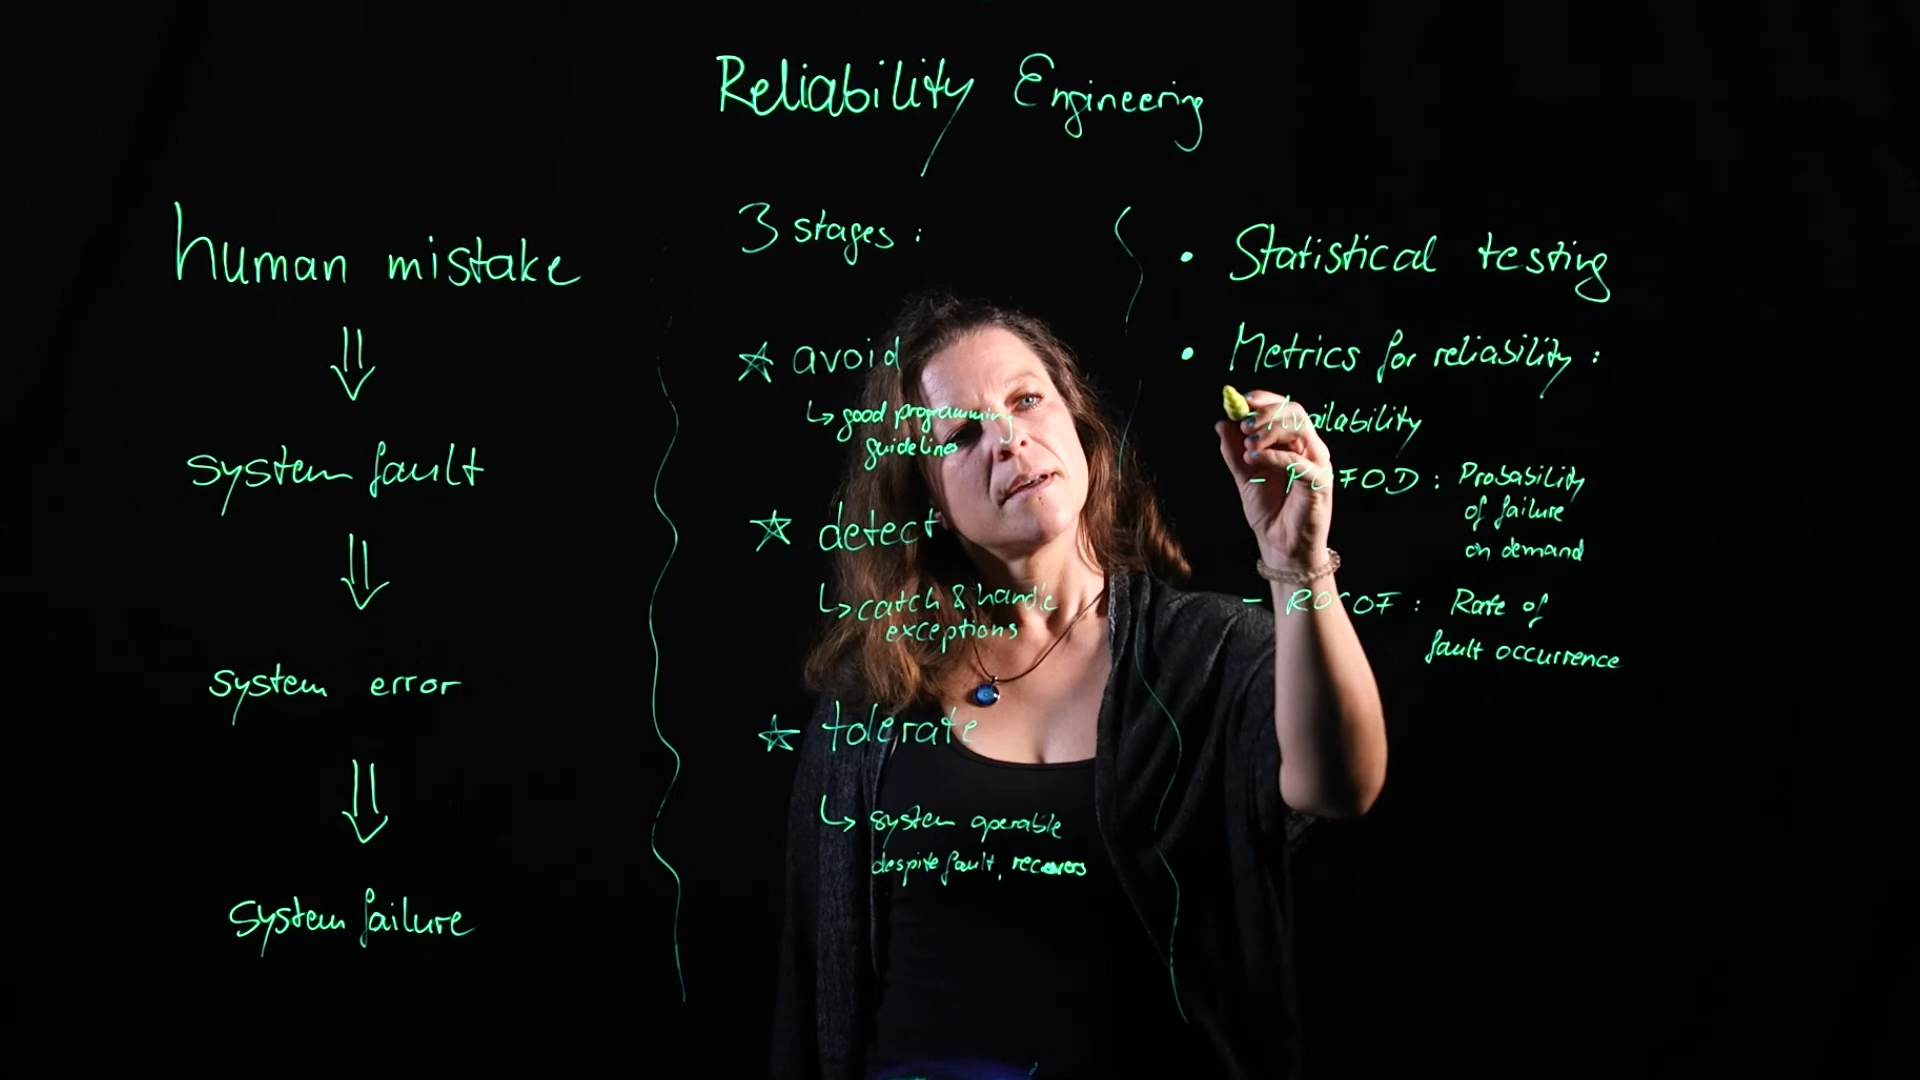 Reliability Engineering
human mistake
⇓
system fault
⇓
system error
⇓
system failure
3 stages :
☆ avoid
↳ good programming
guidelines
☆ detect
↳ catch & handle
exceptions
☆ tolerate
↳ system operable
despite fault, recovers
• Statistical testing
• Metrics for reliability :
- Availability
- POFOD : Probability
of failure
on demand
- ROCOF : Rate of
fault occurrence